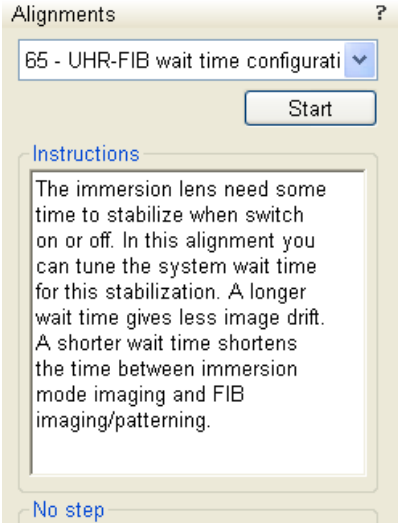 Alignments ?
65 - UHR-FIB wait time configurati
Start
Instructions
The immersion lens need some
time to stabilize when switch
on or off. In this alignment you
can tune the system wait time
for this stabilization. A longer
wait time gives less image drift.
A shorter wait time shortens
the time between immersion
mode imaging and FIB
imaging/patterning.
No step